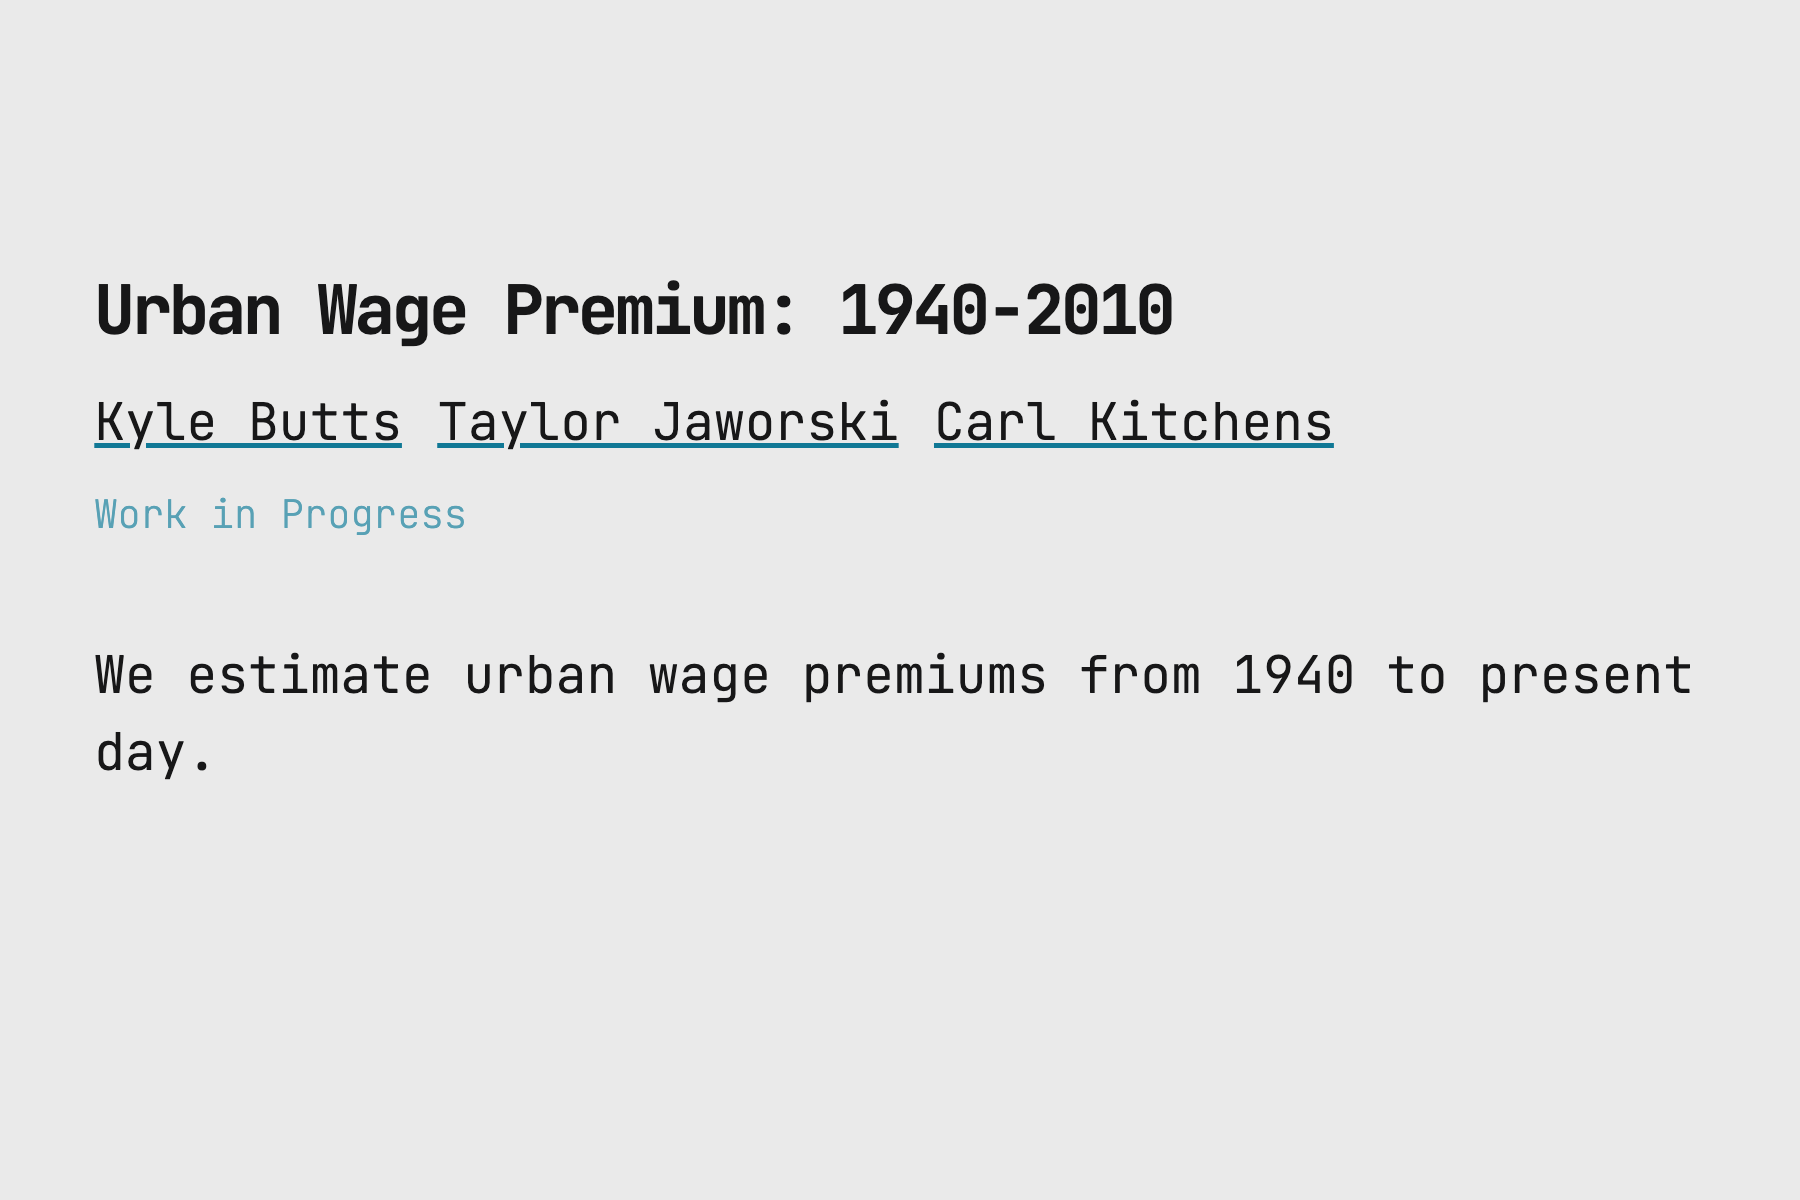 Urban Wage Premium: 1940-2010
Kyle Butts Taylor Jaworski Carl Kitchens
Work in Progress
We estimate urban wage premiums from 1940 to present
day.